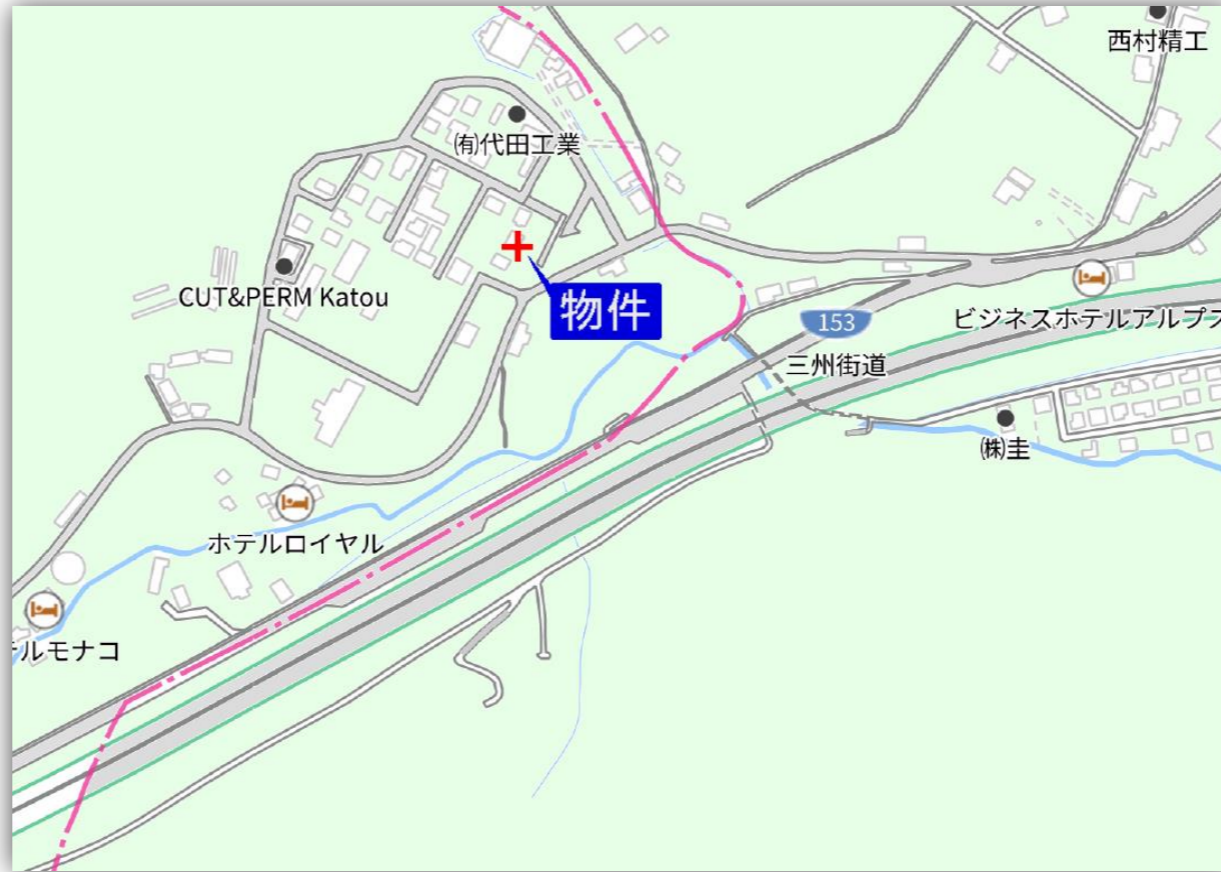 西村精工
㈲代田工業
CUT&PERM Katou
物件
153
ビジネスホテルアルプス
三州街道
㈱圭
ホテルロイヤル
テルモナコ